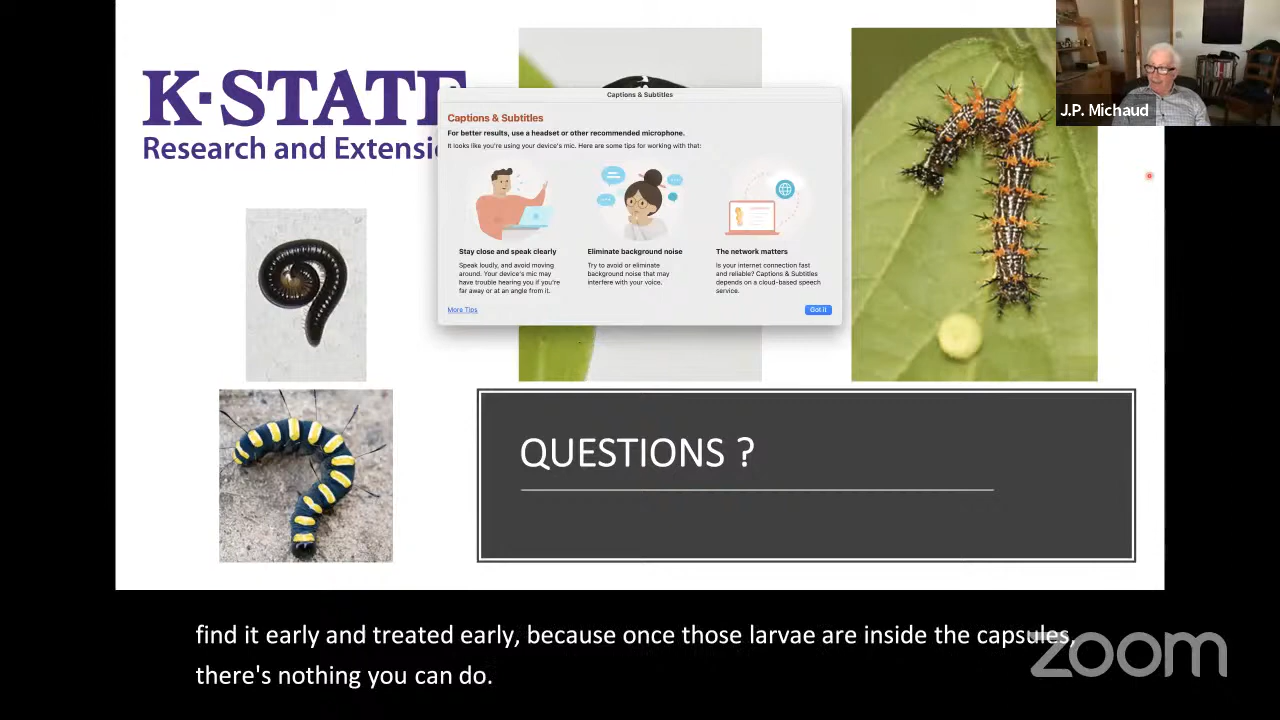 K·STATE
Research and Extensi
Captions & Subtitles
Captions & Subtitles
For better results, use a headset or other recommended microphone.
It looks like you're using your device's mic. Here are some tips for working with that:
Stay close and speak clearly
Speak loudly, and avoid moving
around. Your device's mic may
have trouble hearing you if you're
far away or at an angle from it.
Eliminate background noise
Try to avoid or eliminate
background noise that may
interfere with your voice.
The network matters
Is your internet connection fast
and reliable? Captions & Subtitles
depends on a cloud-based speech
service.
More Tips
Got it
J.P. Michaud
QUESTIONS ?
find it early and treated early, because once those larvae are inside the capsules,
there's nothing you can do.
zoom